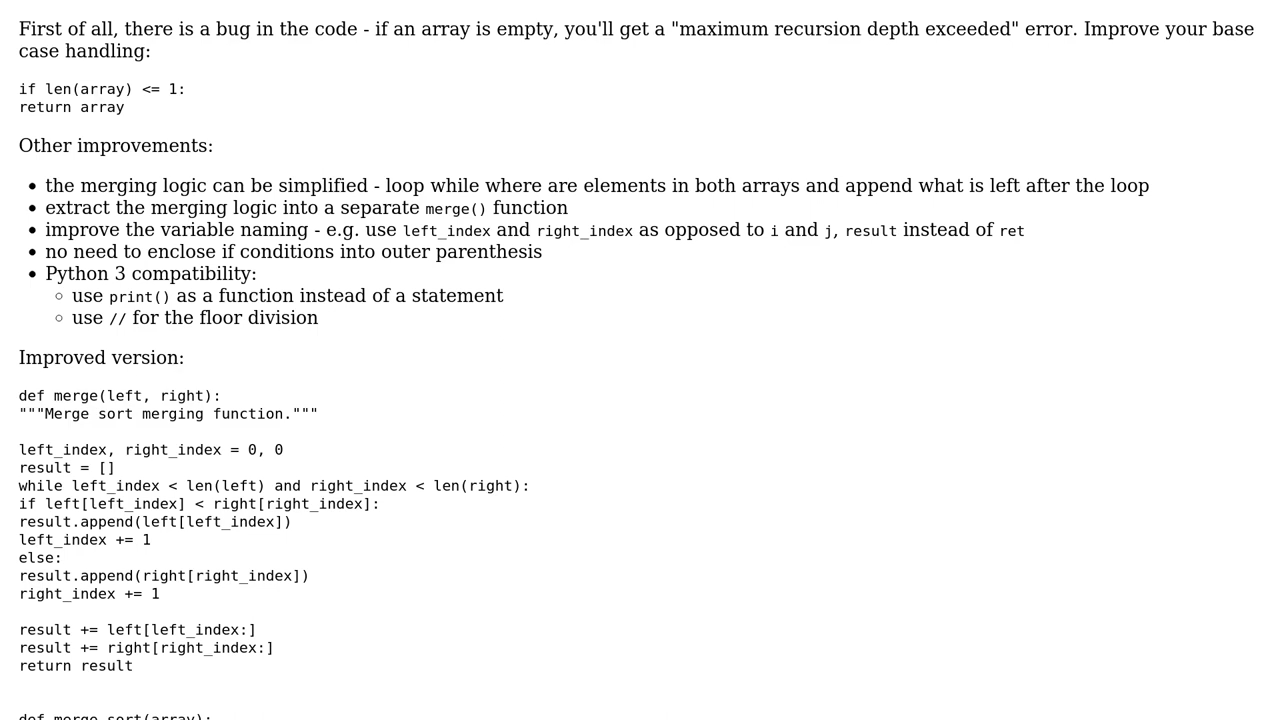 First of all, there is a bug in the code - if an array is empty, you'll get a "maximum recursion depth exceeded" error. Improve your base
case handling:
if len(array) <= 1:
return array
Other improvements:
the merging logic can be simplified - loop while where are elements in both arrays and append what is left after the loop
extract the merging logic into a separate merge() function
improve the variable naming - e.g. use left_index and right_index as opposed to i and j, result instead of ret
no need to enclose if conditions into outer parenthesis
Python 3 compatibility:
use print() as a function instead of a statement
use // for the floor division
Improved version:
def merge(left, right):
"""Merge sort merging function."""
left_index, right_index = 0, 0
result = []
while left_index < len(left) and right_index < len(right):
if left[left_index] < right[right_index]:
result.append(left[left_index])
left_index += 1
else:
result.append(right[right_index])
right_index += 1
result += left[left_index:]
result += right[right_index:]
return result
def merge_sort(array):